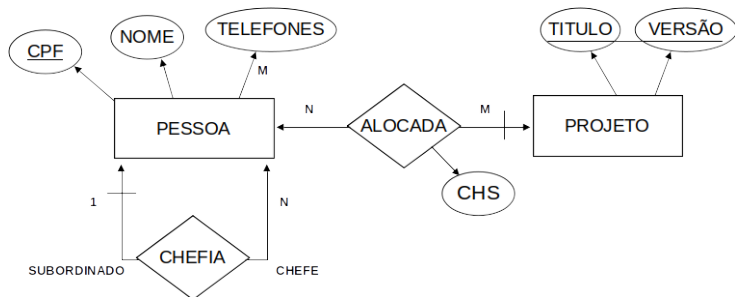 CPF
NOME
TELEFONES
TITULO
VERSÃO
M
PESSOA
N
ALOCADA
M
PROJETO
CHS
1
N
CHEFIA
SUBORDINADO
CHEFE